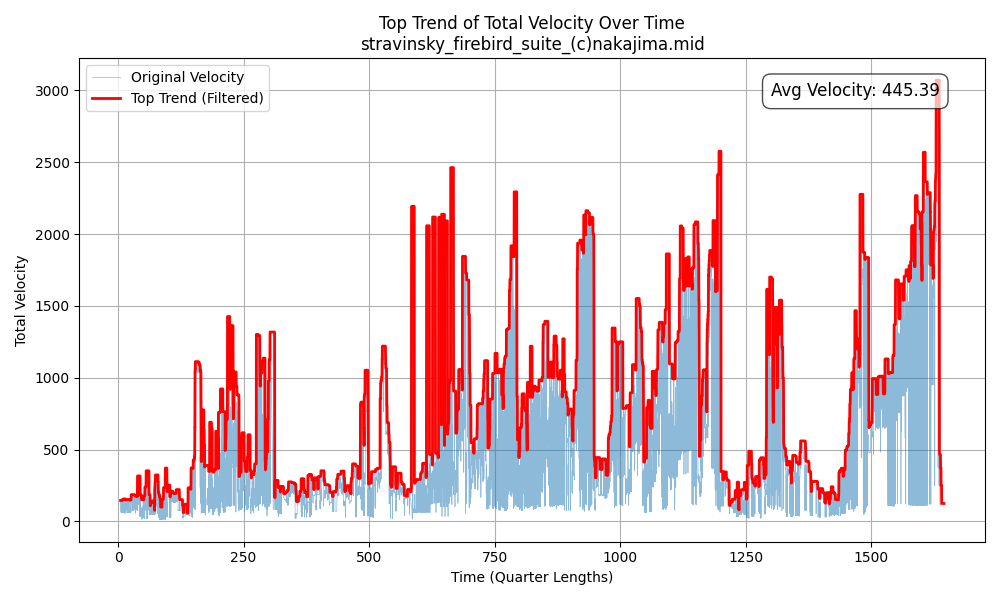 Top Trend of Total Velocity Over Time
stravinsky_firebird_suite_(c)nakajima.mid
Original Velocity
Top Trend (Filtered)
Avg Velocity: 445.39
Total Velocity
3000
2500
2000
1500
1000
500
0
0 250 500 750 1000 1250 1500
Time (Quarter Lengths)